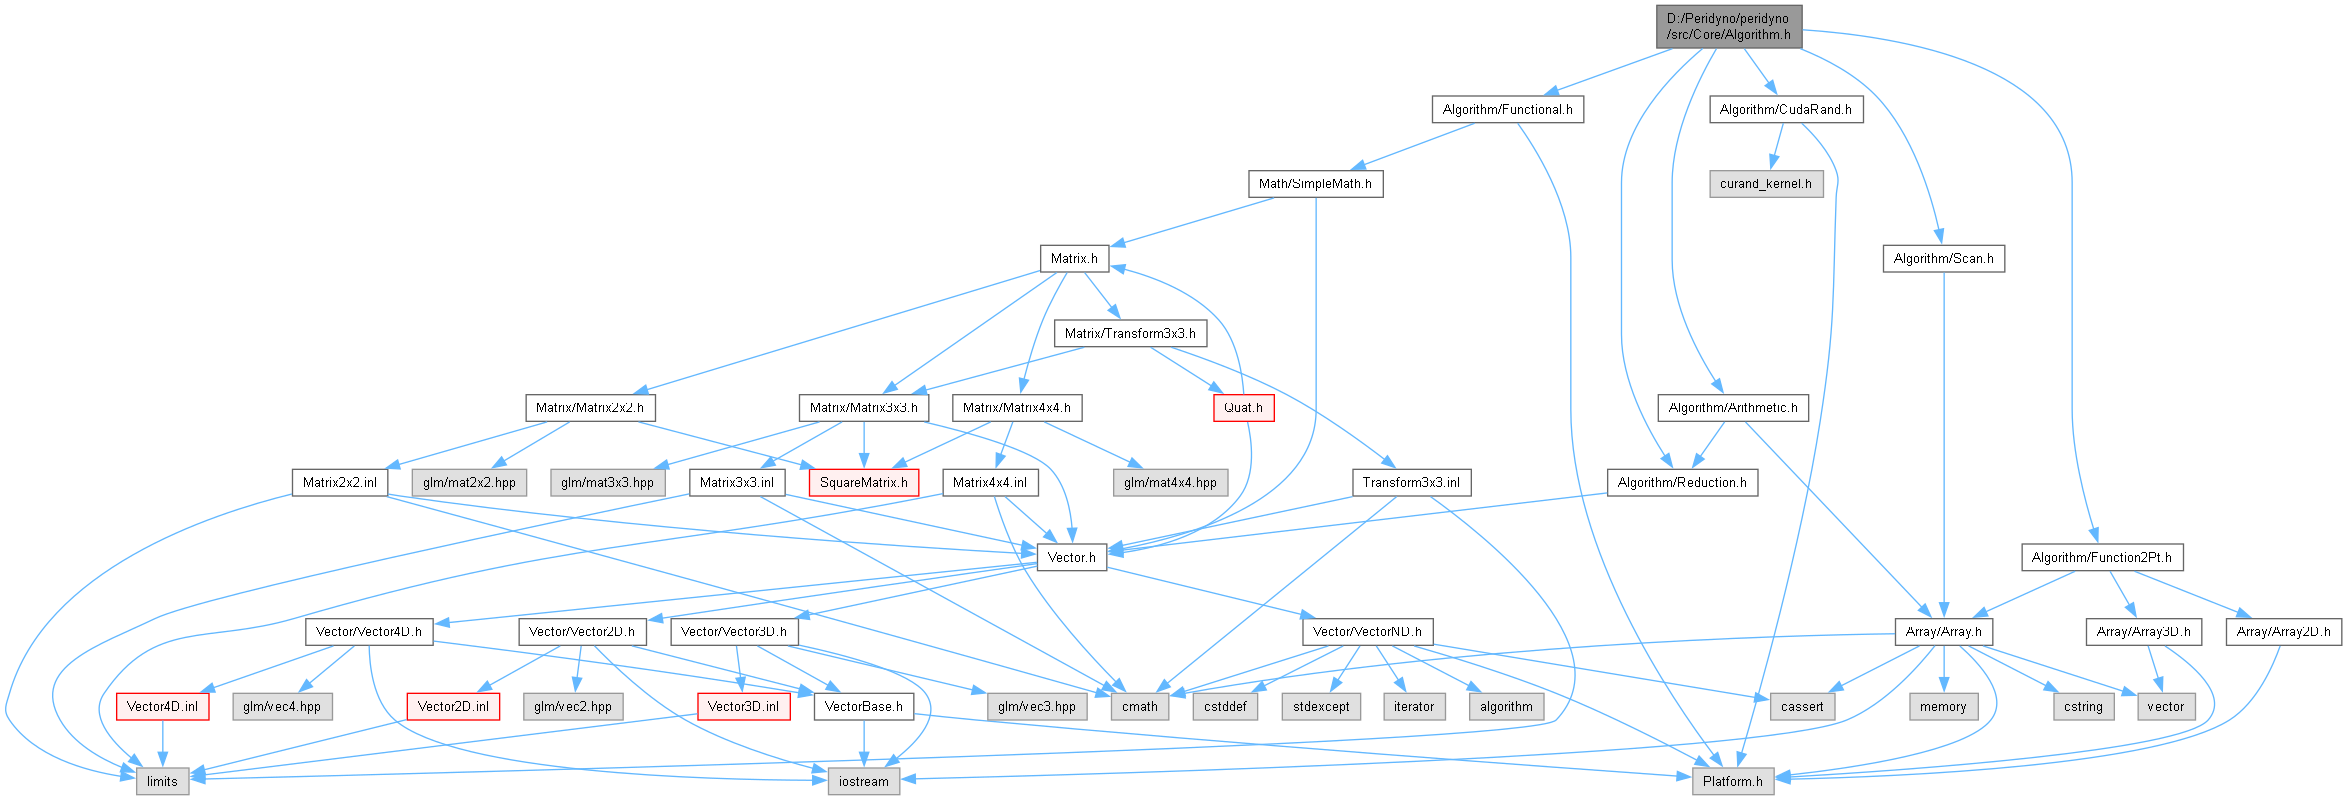 D:/Peridyno/peridyno
/src/Core/Algorithm.h
Algorithm/Functional.h
Algorithm/CudaRand.h
Math/SimpleMath.h
curand_kernel.h
Matrix.h
Algorithm/Scan.h
Matrix/Transform3x3.h
Matrix/Matrix2x2.h
Matrix/Matrix3x3.h
Matrix/Matrix4x4.h
Quat.h
Algorithm/Arithmetic.h
Matrix2x2.inl
glm/mat2x2.hpp
glm/mat3x3.hpp
Matrix3x3.inl
SquareMatrix.h
Matrix4x4.inl
glm/mat4x4.hpp
Transform3x3.inl
Algorithm/Reduction.h
Vector.h
Algorithm/Function2Pt.h
Vector/Vector4D.h
Vector/Vector2D.h
Vector/Vector3D.h
Vector/VectorND.h
Array/Array.h
Array/Array3D.h
Array/Array2D.h
Vector4D.inl
glm/vec4.hpp
Vector2D.inl
glm/vec2.hpp
Vector3D.inl
VectorBase.h
glm/vec3.hpp
cmath
cstddef
stdexcept
iterator
algorithm
cassert
memory
cstring
vector
limits
iostream
Platform.h